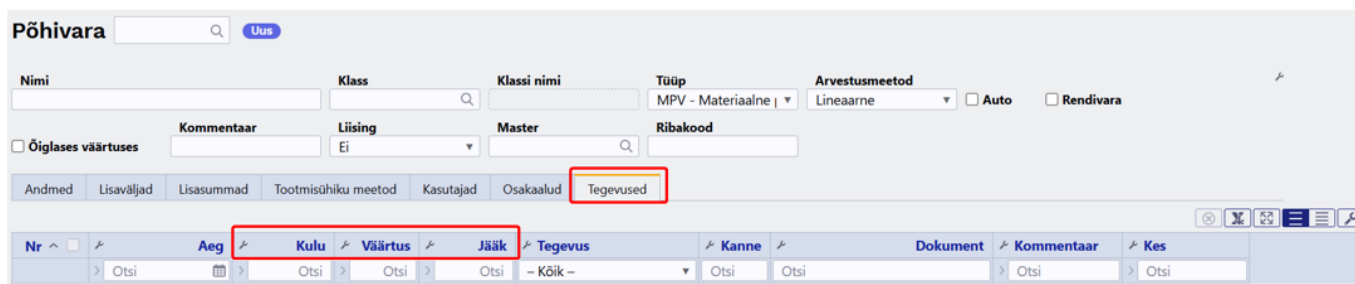 Põhivara Uus
Nimi Klass Klassi nimi Tüüp Arvestusmeetod
MPV - Materiaalne Lineaarne Auto Rendivara
Kommentaar Liising Master Ribakood
Õiglases väärtuses Ei
Andmed Lisaväljad Lisasummad Tootmisühiku meetod Kasutajad Osakaalud Tegevused
Nr Aeg Kulu Väärtus Jääk Tegevus Kanne Dokument Kommentaar Kes
Otsi Otsi Otsi Otsi – Kõik – Otsi Otsi Otsi Otsi